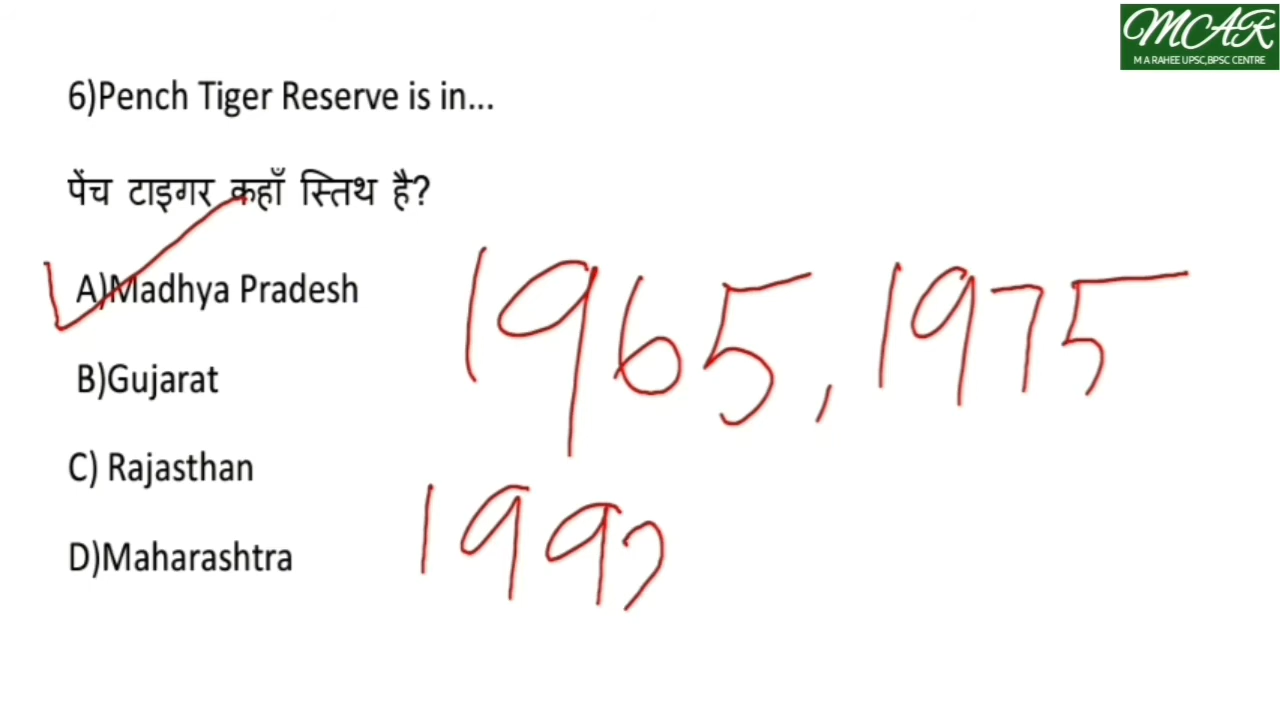 MCAR
M A RAHEE UPSC,BPSC CENTRE
6)Pench Tiger Reserve is in...
पेंच टाइगर कहाँ स्तिथ है?
A)Madhya Pradesh
1965, 1975
B)Gujarat
C) Rajasthan
1992
D)Maharashtra